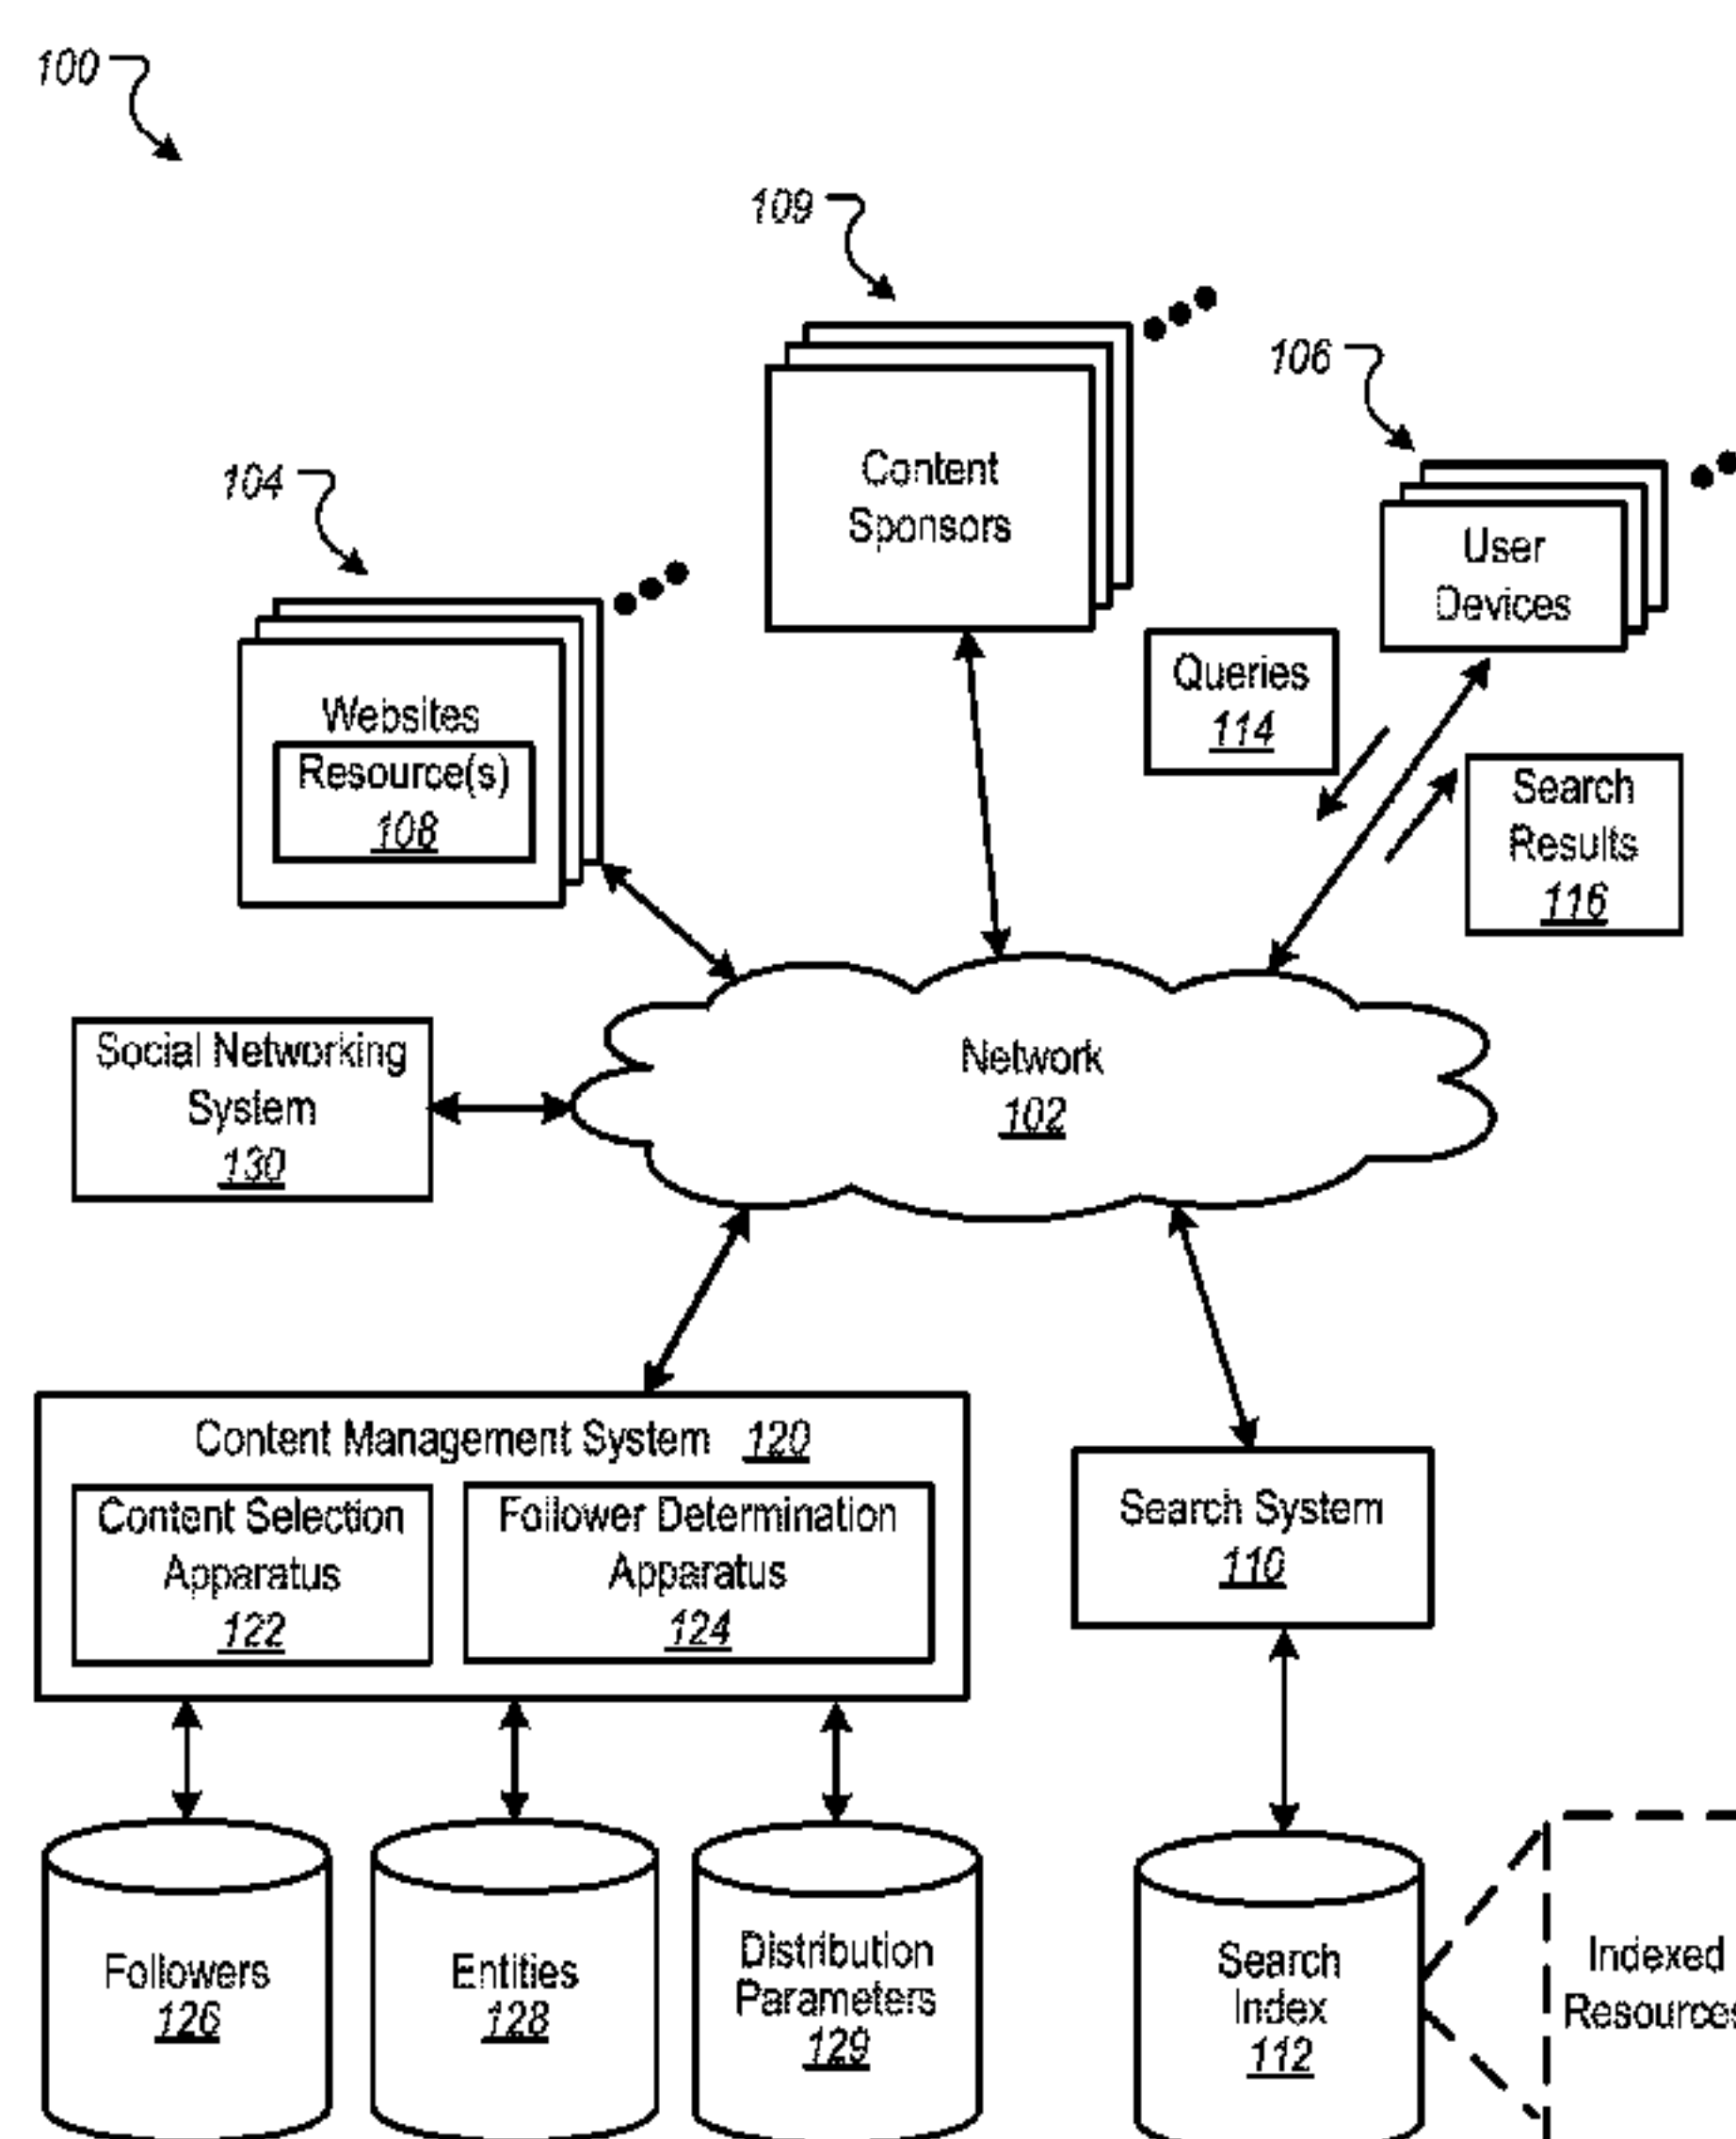 100
109
106
104
Content
Sponsors
User
Devices
Queries
114
Websites
Resource(s)
108
Search
Results
116
Social Networking
System
130
Network
102
Content Management System 120
Content Selection
Apparatus
122
Follower Determination
Apparatus
124
Search System
110
Followers
126
Entities
128
Distribution
Parameters
129
Search
Index
112
Indexed
Resources